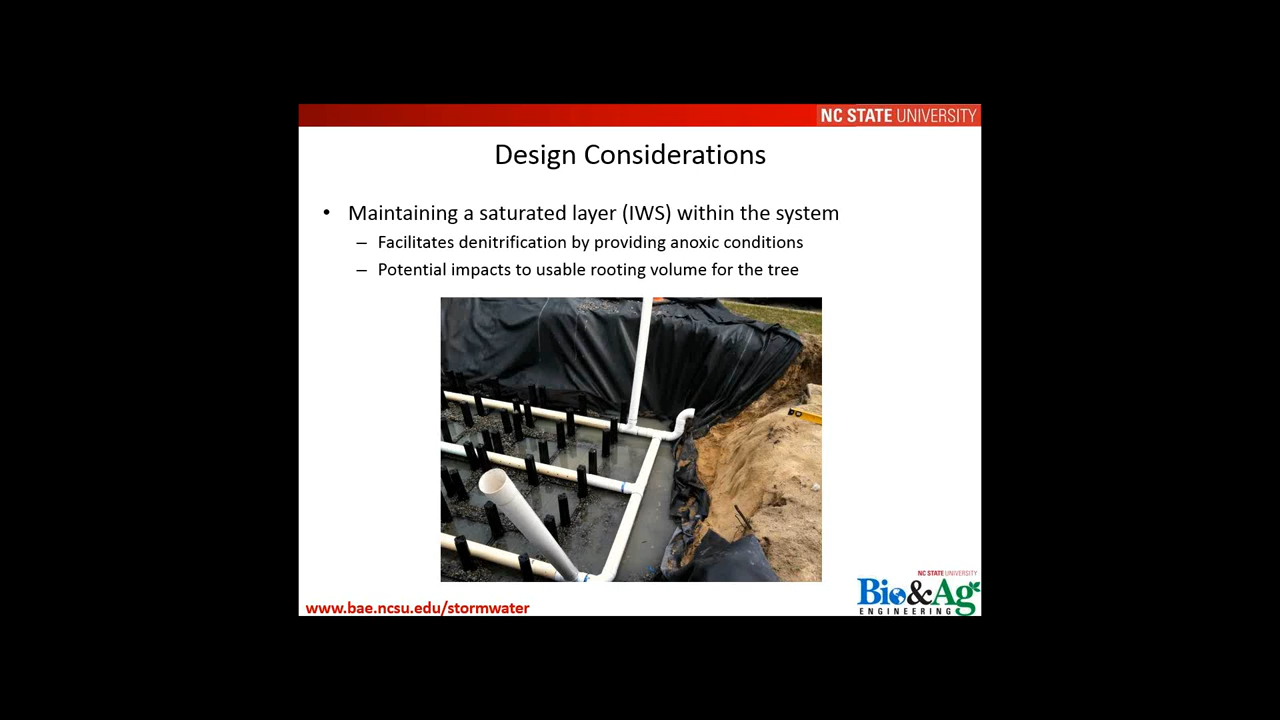 NC STATE UNIVERSITY
Design Considerations
• Maintaining a saturated layer (IWS) within the system
– Facilitates denitrification by providing anoxic conditions
– Potential impacts to usable rooting volume for the tree
NC STATE UNIVERSITY
Bio&Ag
ENGINEERING
www.bae.ncsu.edu/stormwater